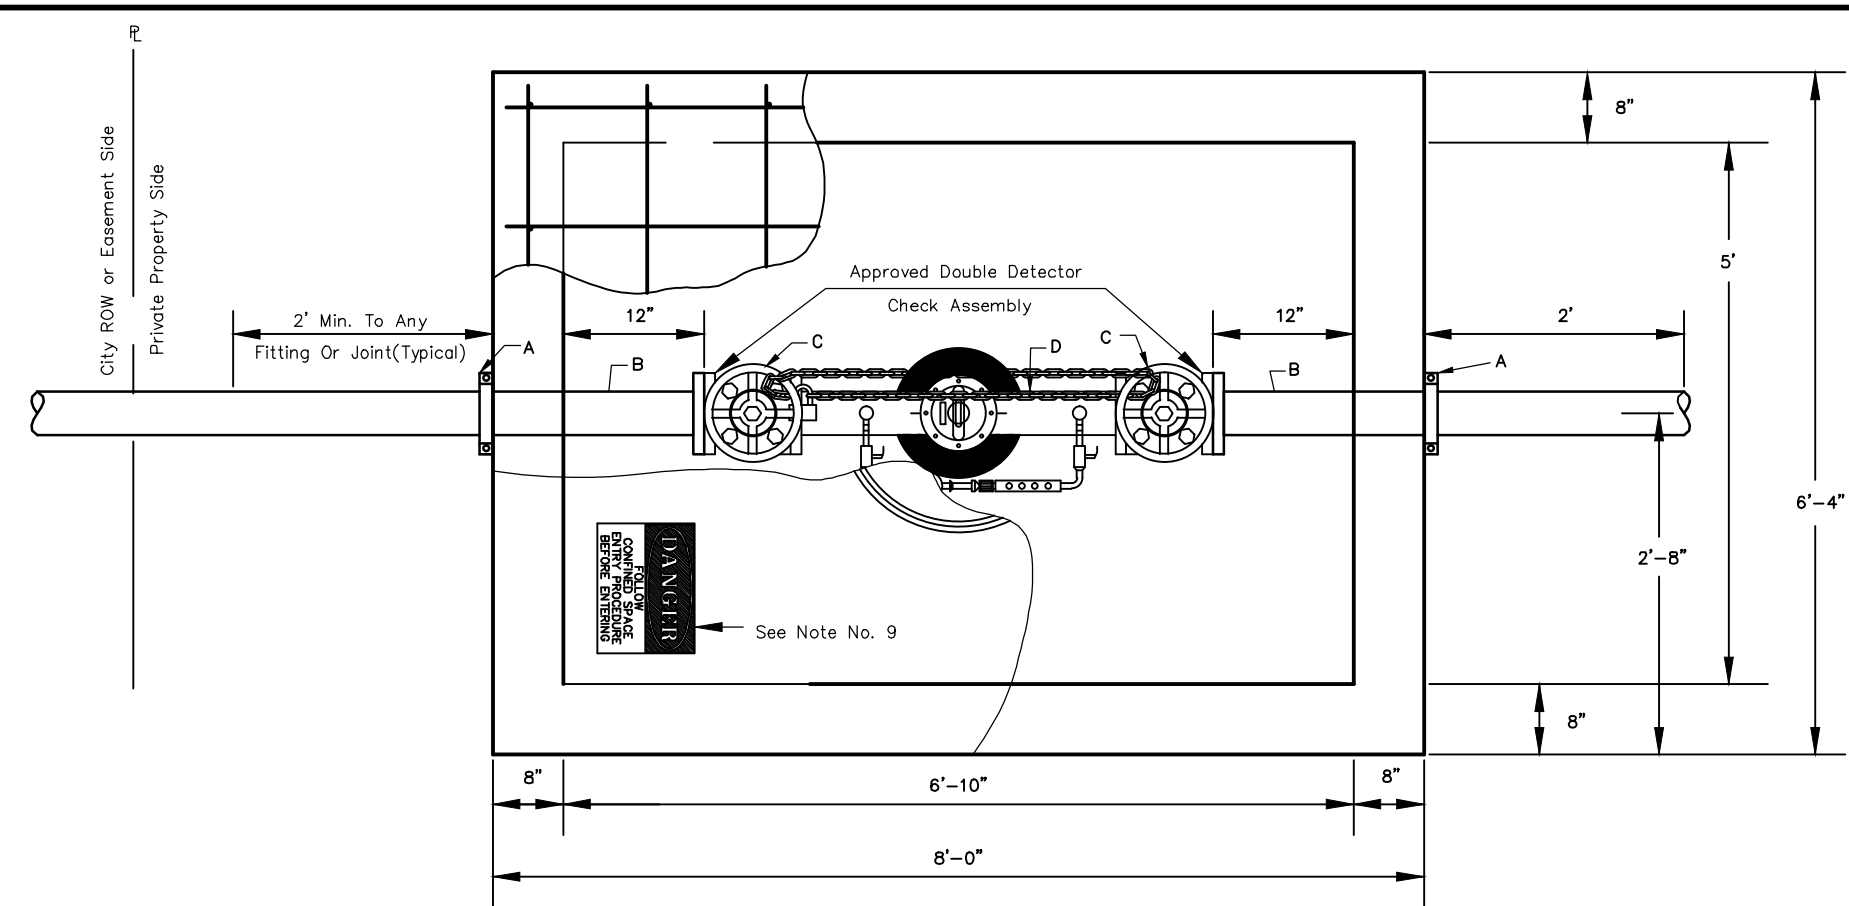 PL
City ROW or Easement Side
Private Property Side
8”
5'
Approved Double Detector
Check Assembly
2' Min. To Any
Fitting Or Joint(Typical)
12”
12”
2'
A
B
C
D
C
B
A
6'-4”
2'-8”
DANGER
FOLLOW
CONFINED SPACE
ENTRY PROCEDURE
BEFORE ENTERING
See Note No. 9
8”
8”
6'-10”
8”
8'-0”